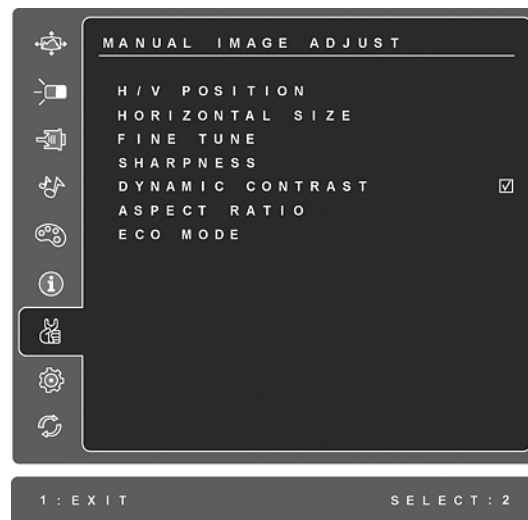 MANUAL IMAGE ADJUST
H/V POSITION
HORIZONTAL SIZE
FINE TUNE
SHARPNESS
DYNAMIC CONTRAST
ASPECT RATIO
ECO MODE
1:EXIT SELECT:2